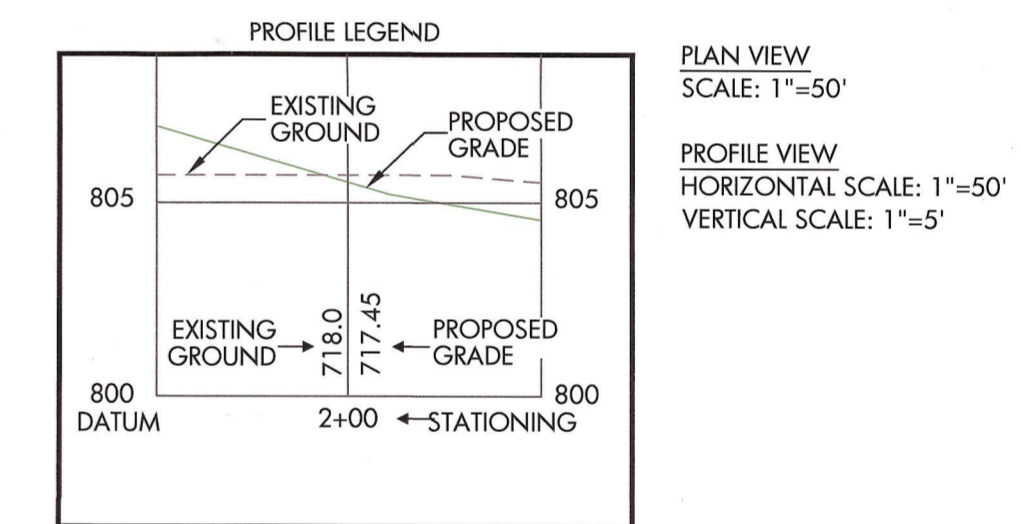 PROFILE LEGEND
EXISTING
GROUND
PROPOSED
GRADE
805
805
EXISTING
GROUND
718.0
717.45
PROPOSED
GRADE
800
800
DATUM
2+00
STATIONING
PLAN VIEW
SCALE: 1"=50'
PROFILE VIEW
HORIZONTAL SCALE: 1"=50'
VERTICAL SCALE: 1"=5'